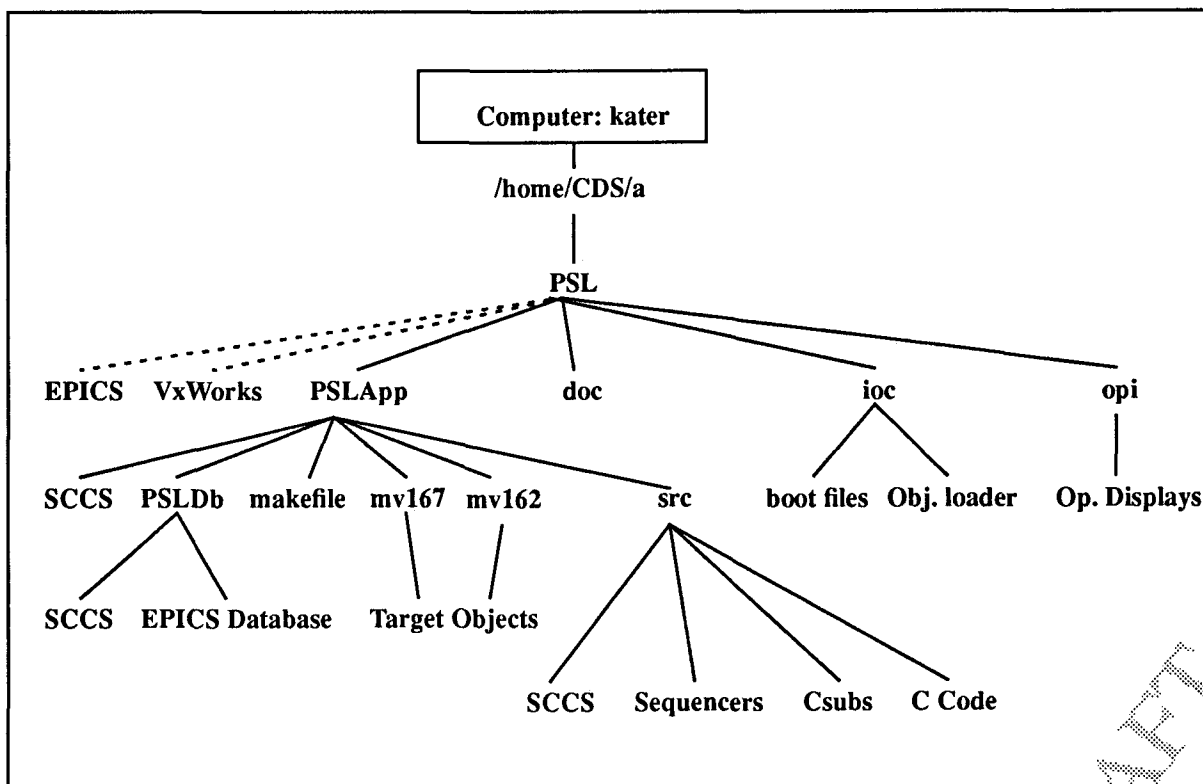 Computer: kater
/home/CDS/a
PSL
EPICS VxWorks PSLApp doc ioc opi
SCCS PSLDb makefile mv167 mv162 src boot files Obj. loader Op. Displays
SCCS EPICS Database Target Objects
SCCS Sequencers Csubs C Code